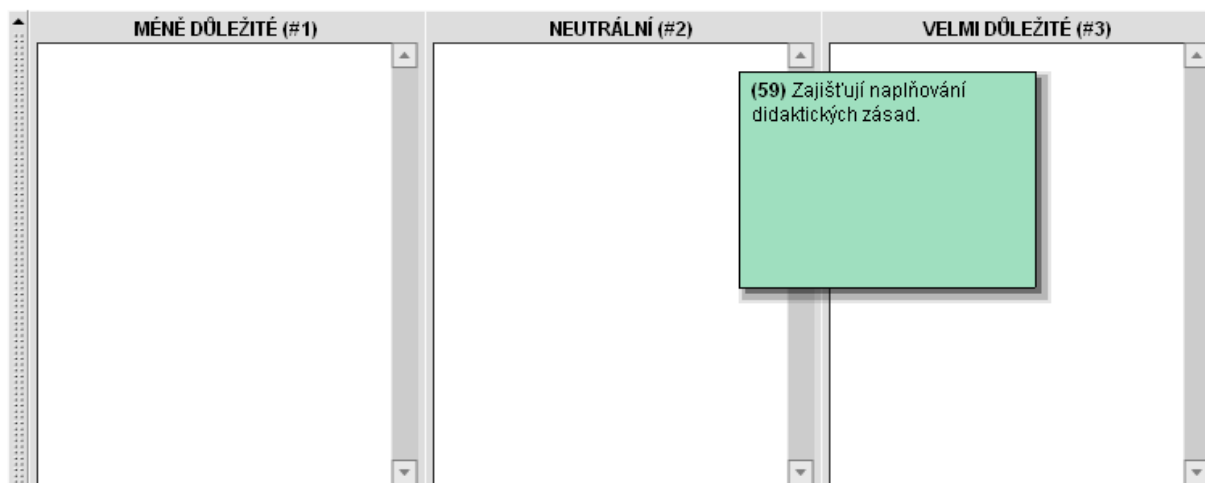 MÉNĚ DŮLEŽITÉ (#1)
NEUTRÁLNÍ (#2)
VELMI DŮLEŽITÉ (#3)
(59) Zajišťují naplňování
didaktických zásad.